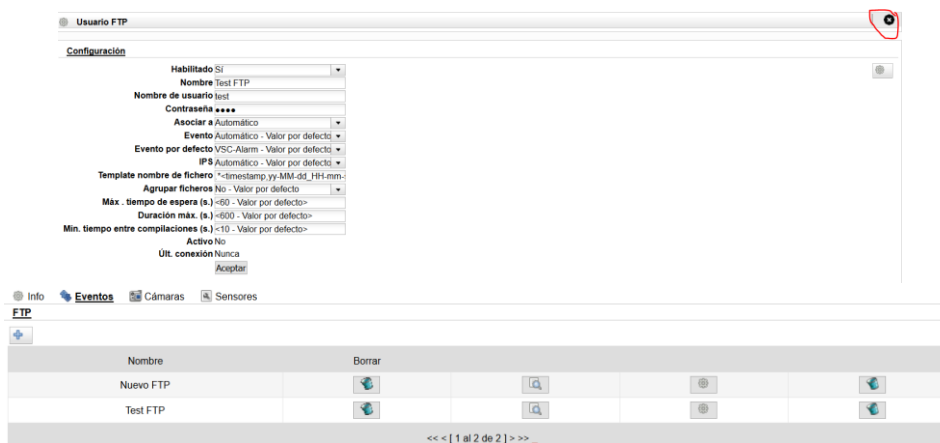 Usuario FTP
Configuración
Habilitado Sí
Nombre Test FTP
Nombre de usuario test
Contraseña ●●●●
Asociar a Automático
Evento Automático - Valor por defecto
Evento por defecto VSC-Alarm - Valor por defecto
IPS Automático - Valor por defecto
Template nombre de fichero *<timestamp,yy-MM-dd_HH-mm-
Agrupar ficheros No - Valor por defecto
Máx . tiempo de espera (s.) <60 - Valor por defecto>
Duración màx. (s.) <600 - Valor por defecto>
Min. tiempo entre compilaciones (s.) <10 - Valor por defecto>
Activo No
Últ. conexión Nunca
Aceptar
Info Eventos Cámaras Sensores
FTP
Nombre Borrar
Nuevo FTP
Test FTP
<< < [ 1 al 2 de 2 ] > >>